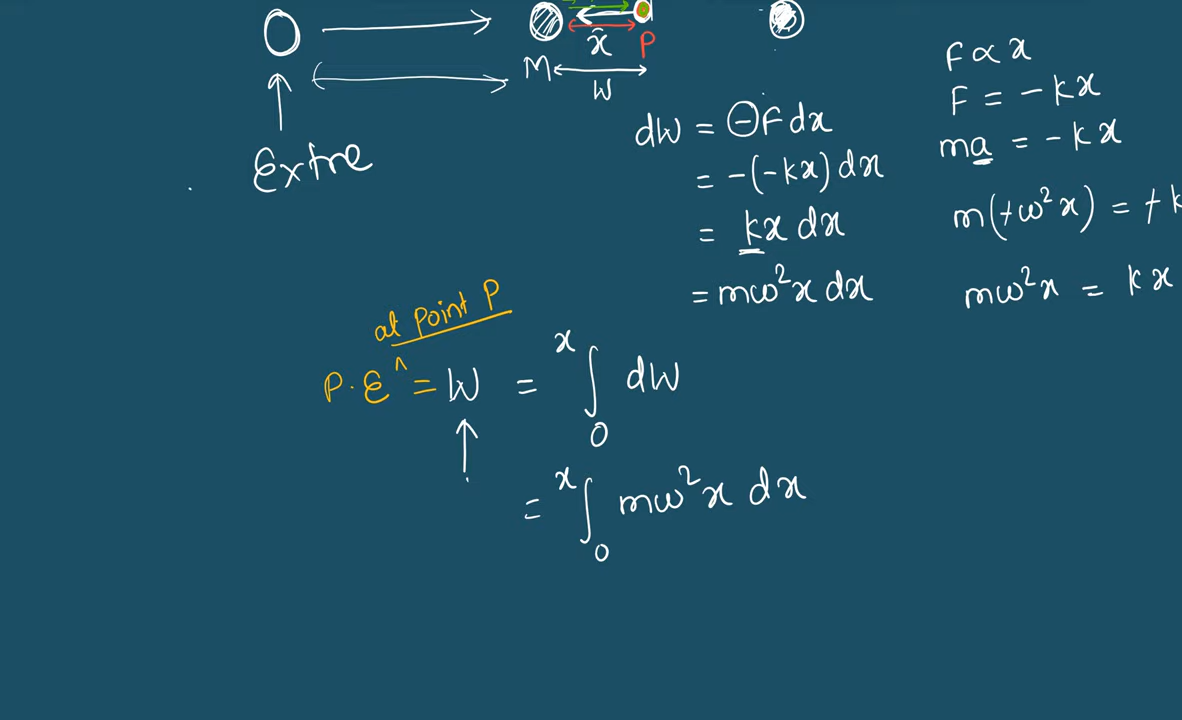 x P
M W
Extre
F ∝ x
F = - kx
dW = ⊖ F dx
ma = - k x
= -(-kx) dx
m(+ω²x) = + k
= kx dx
= mω²x dx
mω²x = kx
at point P
P.E ^ = W = ∫₀ˣ dW
= ∫₀ˣ mω²x dx